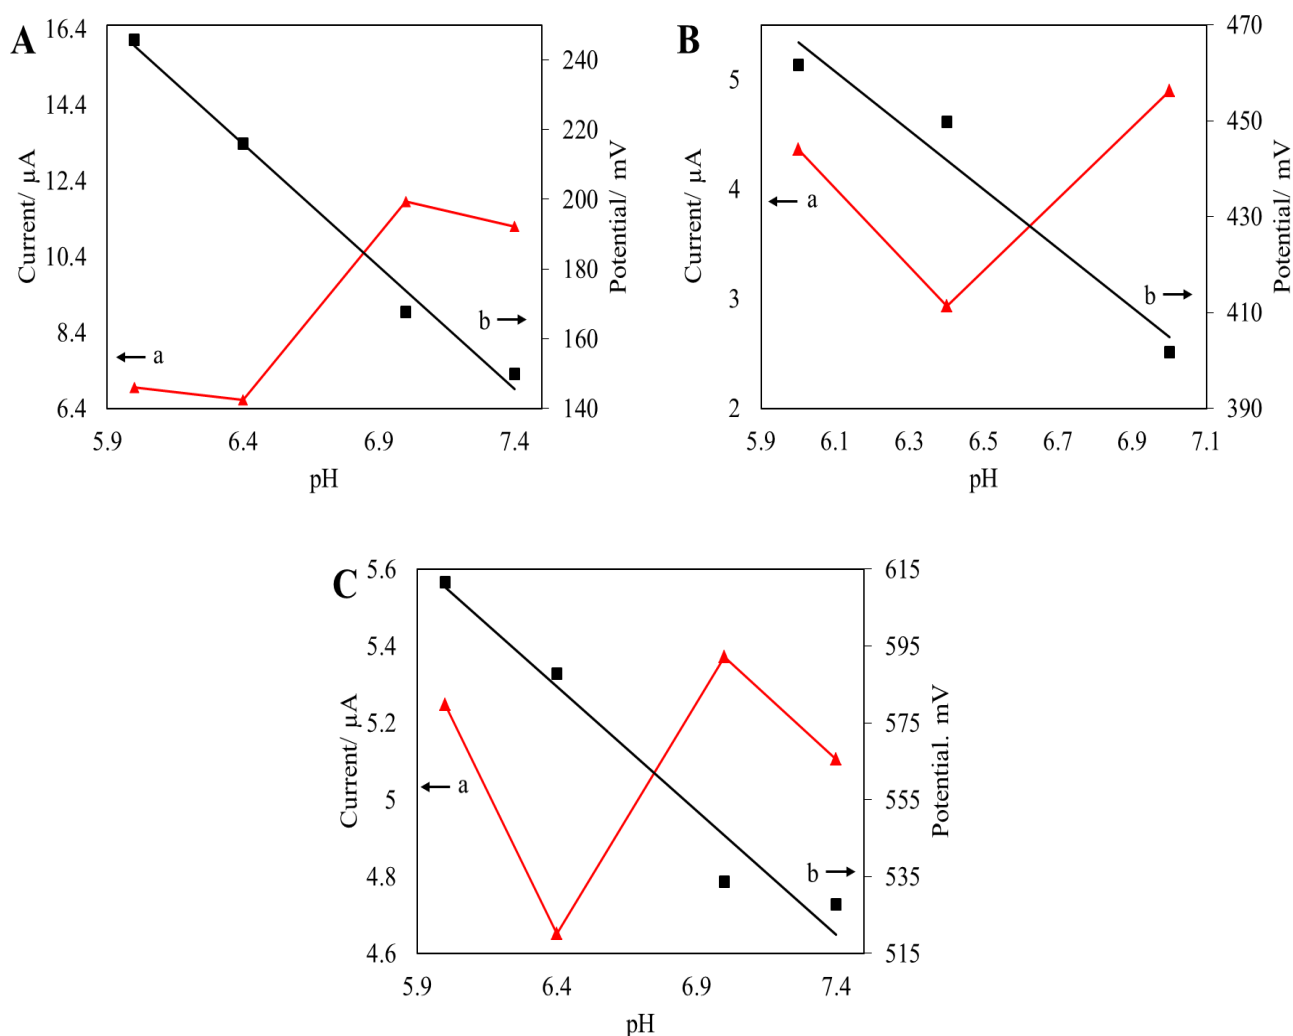 A
Current/ μA
16.4
14.4
12.4
10.4
8.4
6.4
a
b
240
220
200
180
160
140
Potential/ mV
5.9
6.4
6.9
7.4
pH
B
Current/ μA
5
4
3
2
a
b
470
450
430
410
390
Potential/ mV
5.9
6.1
6.3
6.5
6.7
6.9
7.1
pH
C
Current/ μA
5.6
5.4
5.2
5
4.8
4.6
a
b
615
595
575
555
535
515
Potential. mV
5.9
6.4
6.9
7.4
pH